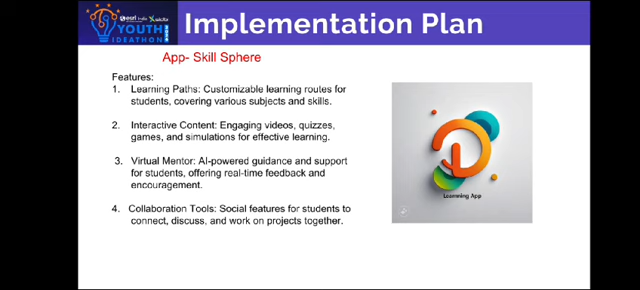 YOUTH
IDEATHON
Implementation Plan
App- Skill Sphere
Features:
1. Learning Paths: Customizable learning routes for
students, covering various subjects and skills.
2. Interactive Content: Engaging videos, quizzes,
games, and simulations for effective learning.
3. Virtual Mentor: AI-powered guidance and support
for students, offering real-time feedback and
encouragement.
4. Collaboration Tools: Social features for students to
connect, discuss, and work on projects together.
Learnning App